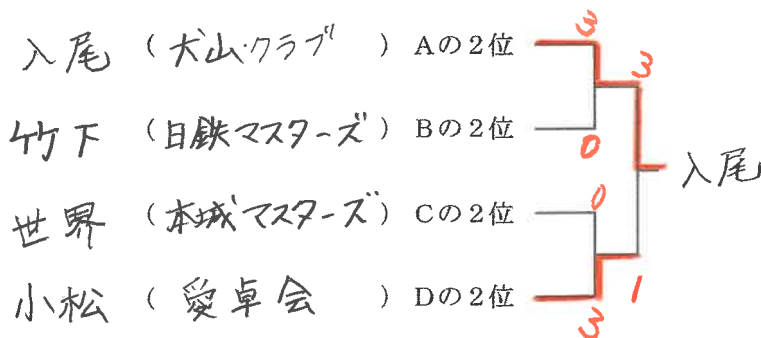 入尾 (犬山クラブ) Aの2位 3
3
竹下 (日鉄マスターズ) Bの2位 0
入尾
世界 (本城マスターズ) Cの2位 0
小松 (愛卓会) Dの2位 3
1